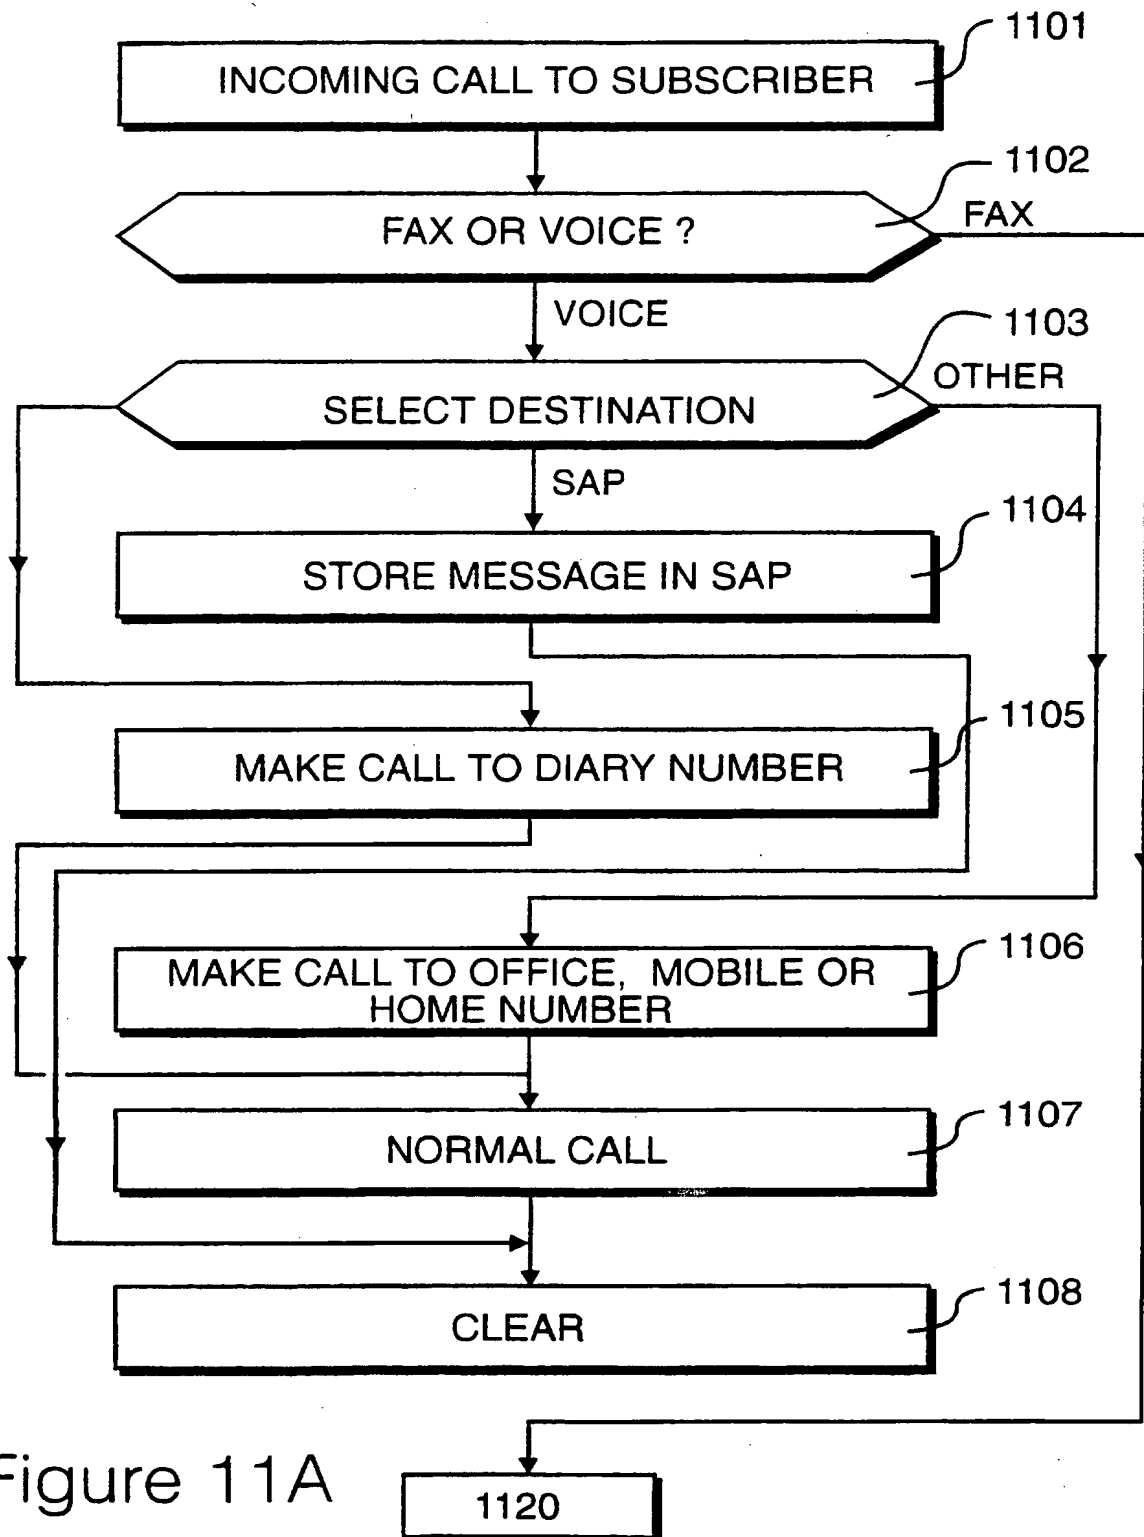 1101
INCOMING CALL TO SUBSCRIBER
1102
FAX OR VOICE ?
FAX
VOICE
1103
OTHER
SELECT DESTINATION
SAP
1104
STORE MESSAGE IN SAP
1105
MAKE CALL TO DIARY NUMBER
1106
MAKE CALL TO OFFICE, MOBILE OR
HOME NUMBER
1107
NORMAL CALL
1108
CLEAR
Figure 11A
1120